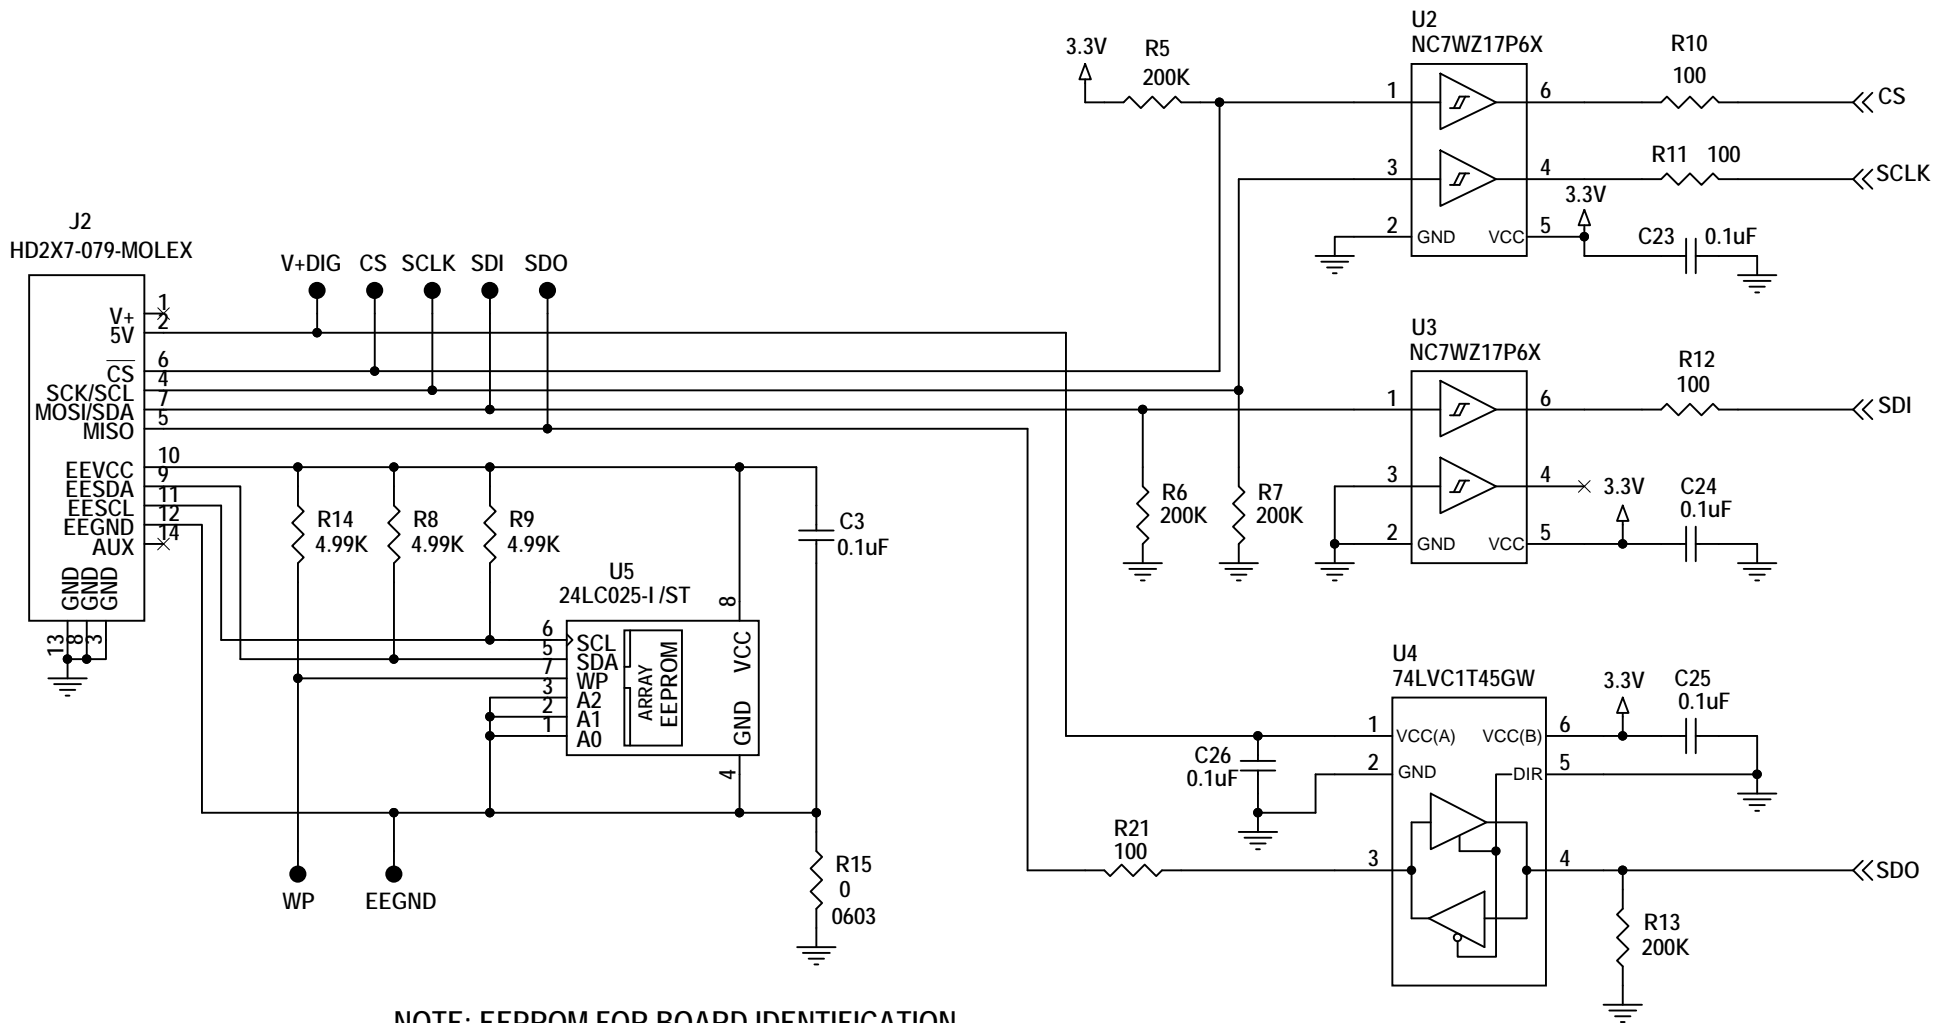 U2
NC7WZ17P6X
3.3V
R5
200K
R10
100
1
6
CS
R11 100
3
4
SCLK
3.3V
2
GND
VCC
5
C23
0.1uF
J2
HD2X7-079-MOLEX
V+DIG
CS
SCLK
SDI
SDO
V+
1
5V
2
CS
6
SCK/SCL
4
MOSI/SDA
7
MISO
5
EEVCC
10
EESDA
9
EESCL
11
EEGND
12
AUX
14
GND
GND
GND
13
8
3
U3
NC7WZ17P6X
R12
100
1
6
SDI
3
4
3.3V
C24
0.1uF
2
GND
VCC
5
R6
200K
R7
200K
R14
4.99K
R8
4.99K
R9
4.99K
C3
0.1uF
U5
24LC025-I /ST
8
6
SCL
5
SDA
7
WP
3
A2
2
A1
1
A0
ARRAY
EEPROM
VCC
GND
4
WP
EEGND
R15
0
0603
U4
74LVC1T45GW
3.3V
C25
0.1uF
1
VCC(A)
VCC(B)
6
2
GND
DIR
5
C26
0.1uF
R21
100
3
4
SDO
R13
200K
NOTE: EEPROM FOR BOARD IDENTIFICATION